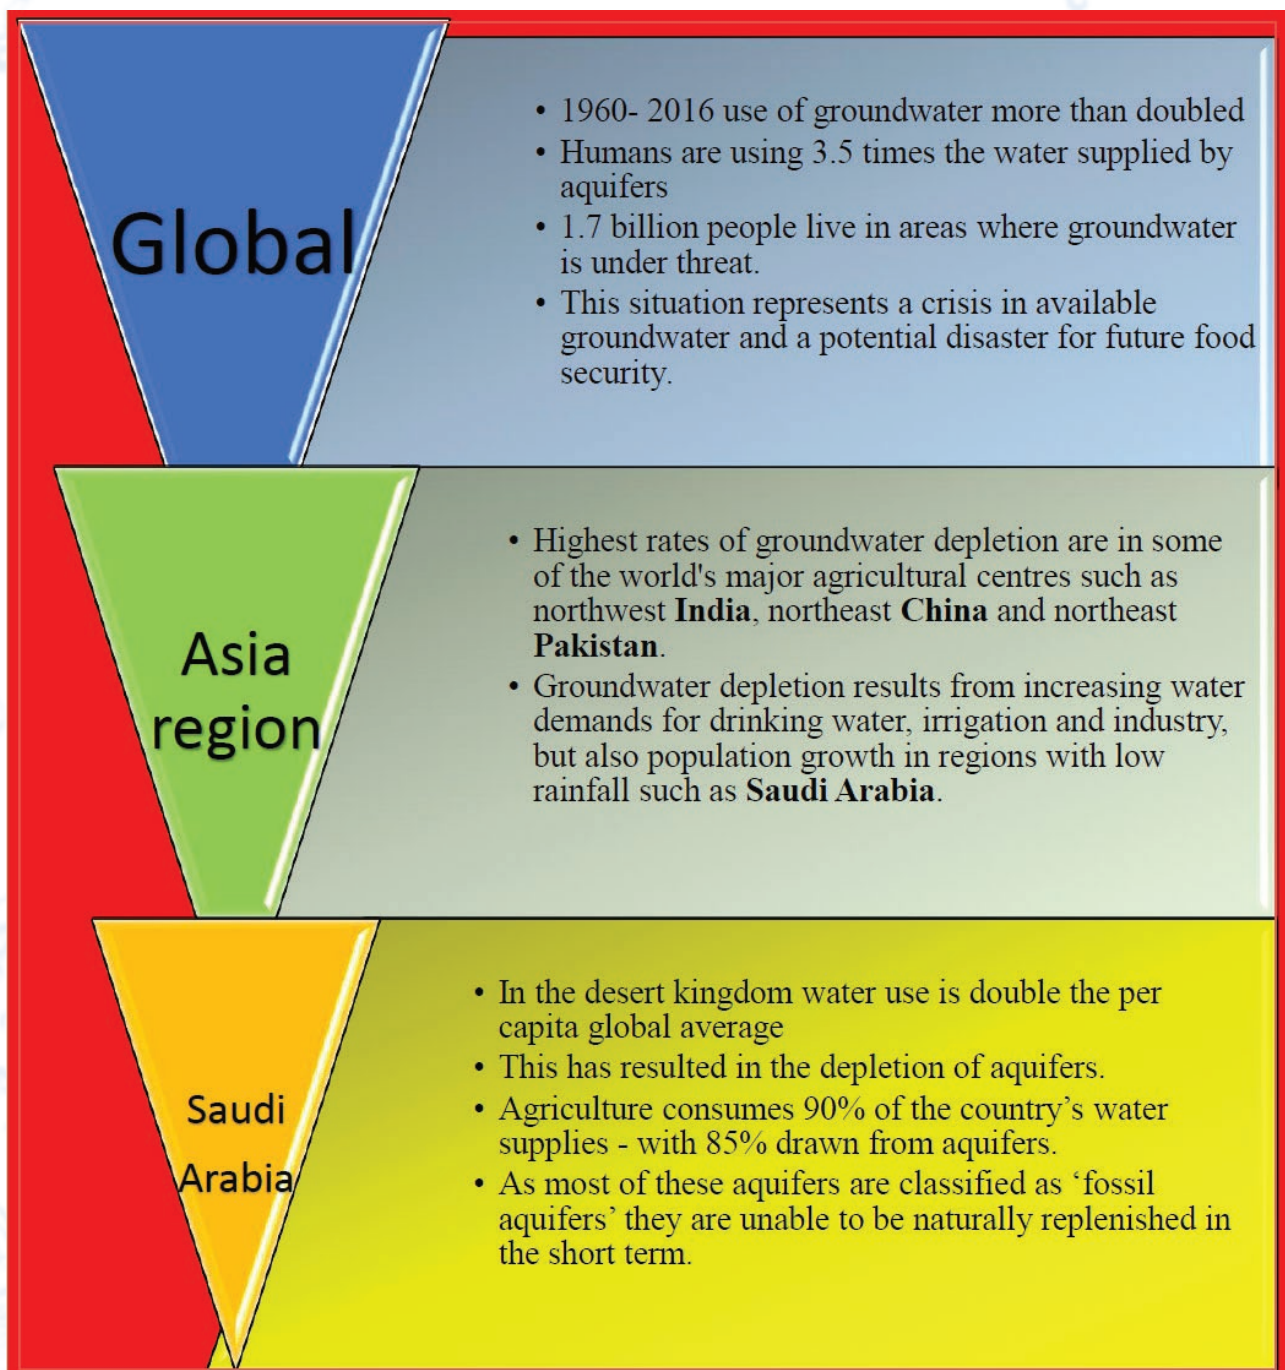 Global
• 1960- 2016 use of groundwater more than doubled
• Humans are using 3.5 times the water supplied by
aquifers
• 1.7 billion people live in areas where groundwater
is under threat.
• This situation represents a crisis in available
groundwater and a potential disaster for future food
security.
Asia
region
• Highest rates of groundwater depletion are in some
of the world's major agricultural centres such as
northwest India, northeast China and northeast
Pakistan.
• Groundwater depletion results from increasing water
demands for drinking water, irrigation and industry,
but also population growth in regions with low
rainfall such as Saudi Arabia.
Saudi
Arabia
• In the desert kingdom water use is double the per
capita global average
• This has resulted in the depletion of aquifers.
• Agriculture consumes 90% of the country’s water
supplies - with 85% drawn from aquifers.
• As most of these aquifers are classified as ‘fossil
aquifers’ they are unable to be naturally replenished in
the short term.